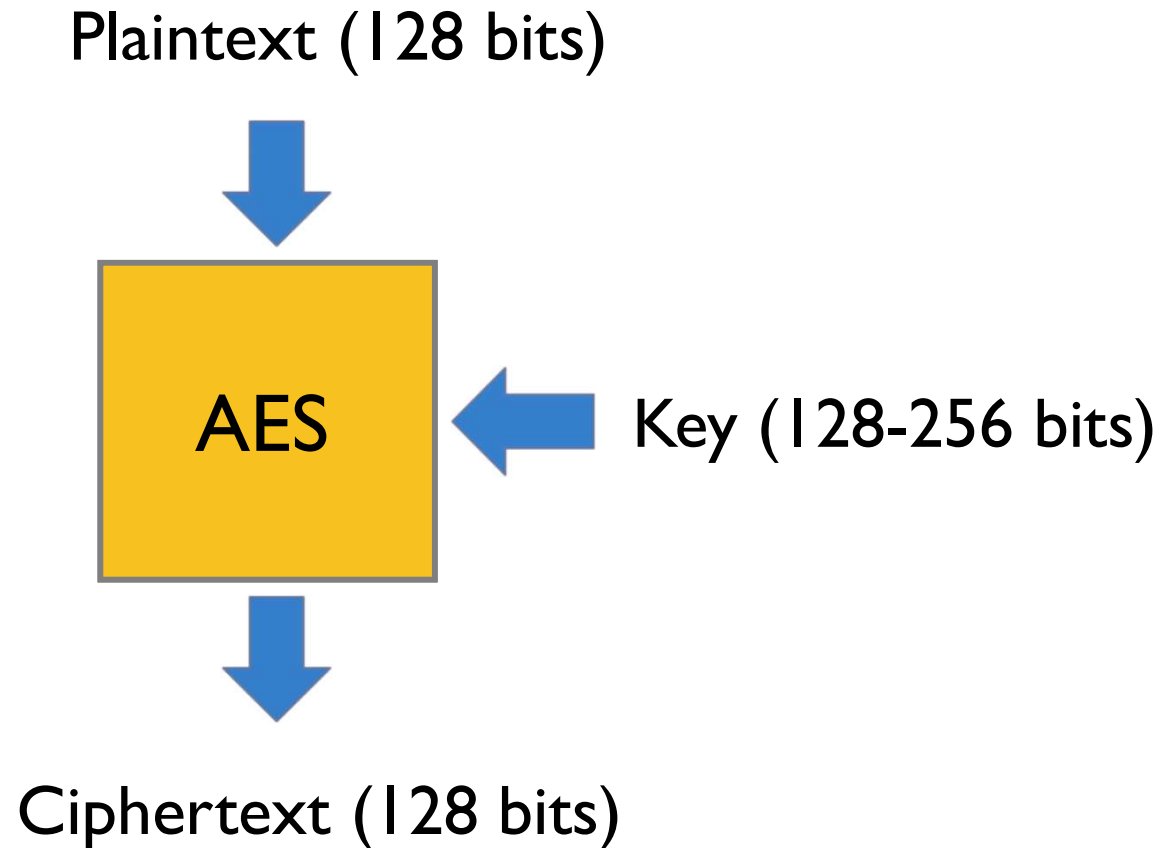 Plaintext (128 bits)
AES
Key (128-256 bits)
Ciphertext (128 bits)